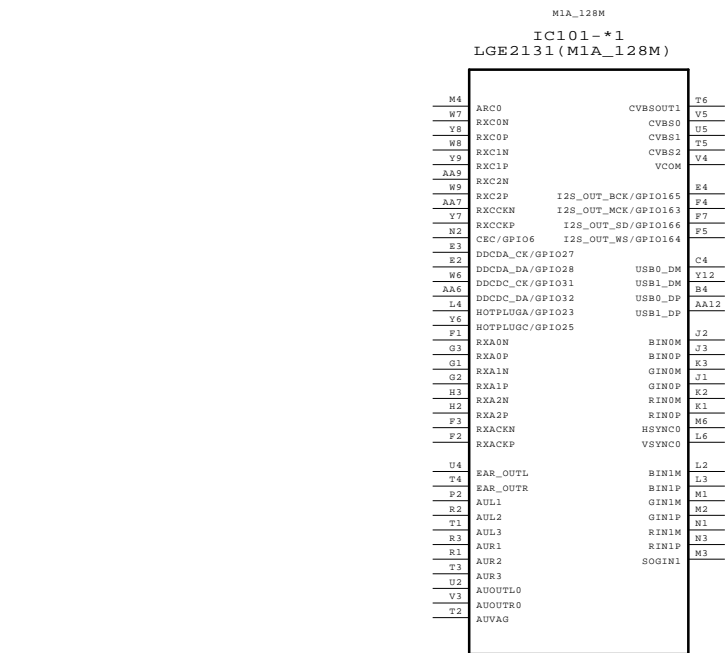 M1A_128M
IC101-*1
LGE2131(M1A_128M)
M4 ARC0 CVBSOUT1 T6
W7 RXC0N CVBS0 V5
Y8 RXC0P CVBS1 U5
W8 RXC1N CVBS2 T5
Y9 RXC1P VCOM V4
AA9 RXC2N
W9 RXC2P I2S_OUT_BCK/GPIO165 E4
AA7 RXCCKN I2S_OUT_MCK/GPIO163 F4
Y7 RXCCKP I2S_OUT_SD/GPIO166 F7
N2 CEC/GPIO6 I2S_OUT_WS/GPIO164 F5
E3 DDCDA_CK/GPIO27
E2 DDCDA_DA/GPIO28 USB0_DM C4
W6 DDCDC_CK/GPIO31 USB1_DM Y12
AA6 DDCDC_DA/GPIO32 USB0_DP B4
L4 HOTPLUGA/GPIO23 USB1_DP AA12
Y6 HOTPLUGC/GPIO25
F1 RXA0N BIN0M J2
G3 RXA0P BIN0P J3
G1 RXA1N GIN0M K3
G2 RXA1P GIN0P J1
H3 RXA2N RIN0M K2
H2 RXA2P RIN0P K1
F3 RXACKN HSYNC0 M6
F2 RXACKP VSYNC0 L6
U4 EAR_OUTL BIN1M L2
T4 EAR_OUTR BIN1P L3
P2 AUL1 GIN1M M1
R2 AUL2 GIN1P M2
T1 AUL3 RIN1M N1
R3 AUR1 RIN1P N3
R1 AUR2 SOGIN1 M3
T3 AUR3
U2 AUOUTL0
V3 AUOUTR0
T2 AUVAG